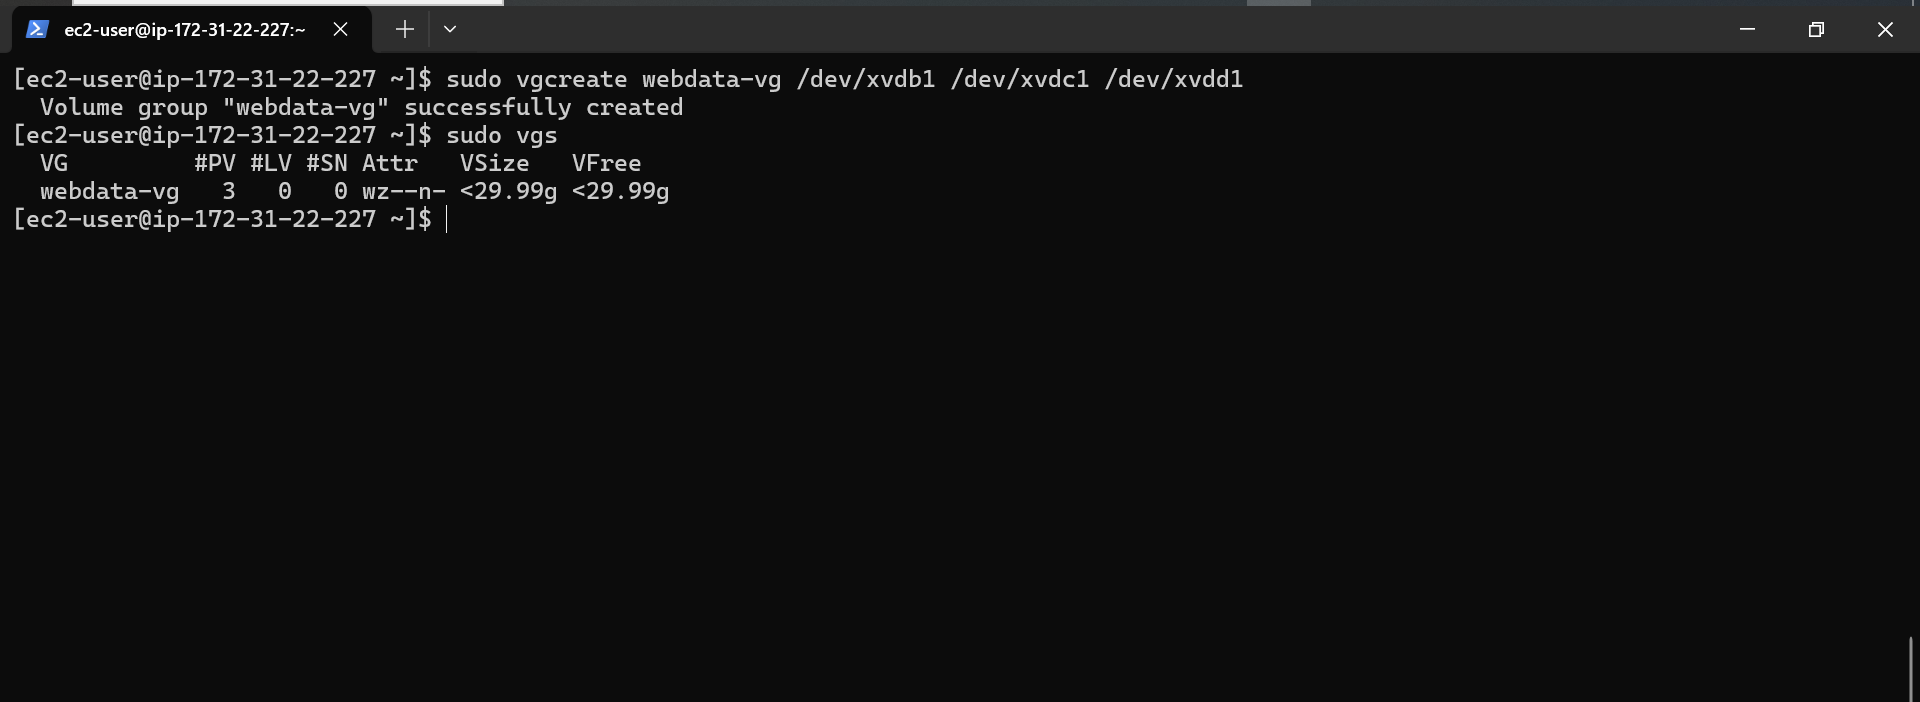 ec2-user@ip-172-31-22-227:~
[ec2-user@ip-172-31-22-227 ~]$ sudo vgcreate webdata-vg /dev/xvdb1 /dev/xvdc1 /dev/xvdd1
  Volume group "webdata-vg" successfully created
[ec2-user@ip-172-31-22-227 ~]$ sudo vgs
  VG         #PV #LV #SN Attr   VSize   VFree
  webdata-vg   3   0   0 wz--n- <29.99g <29.99g
[ec2-user@ip-172-31-22-227 ~]$